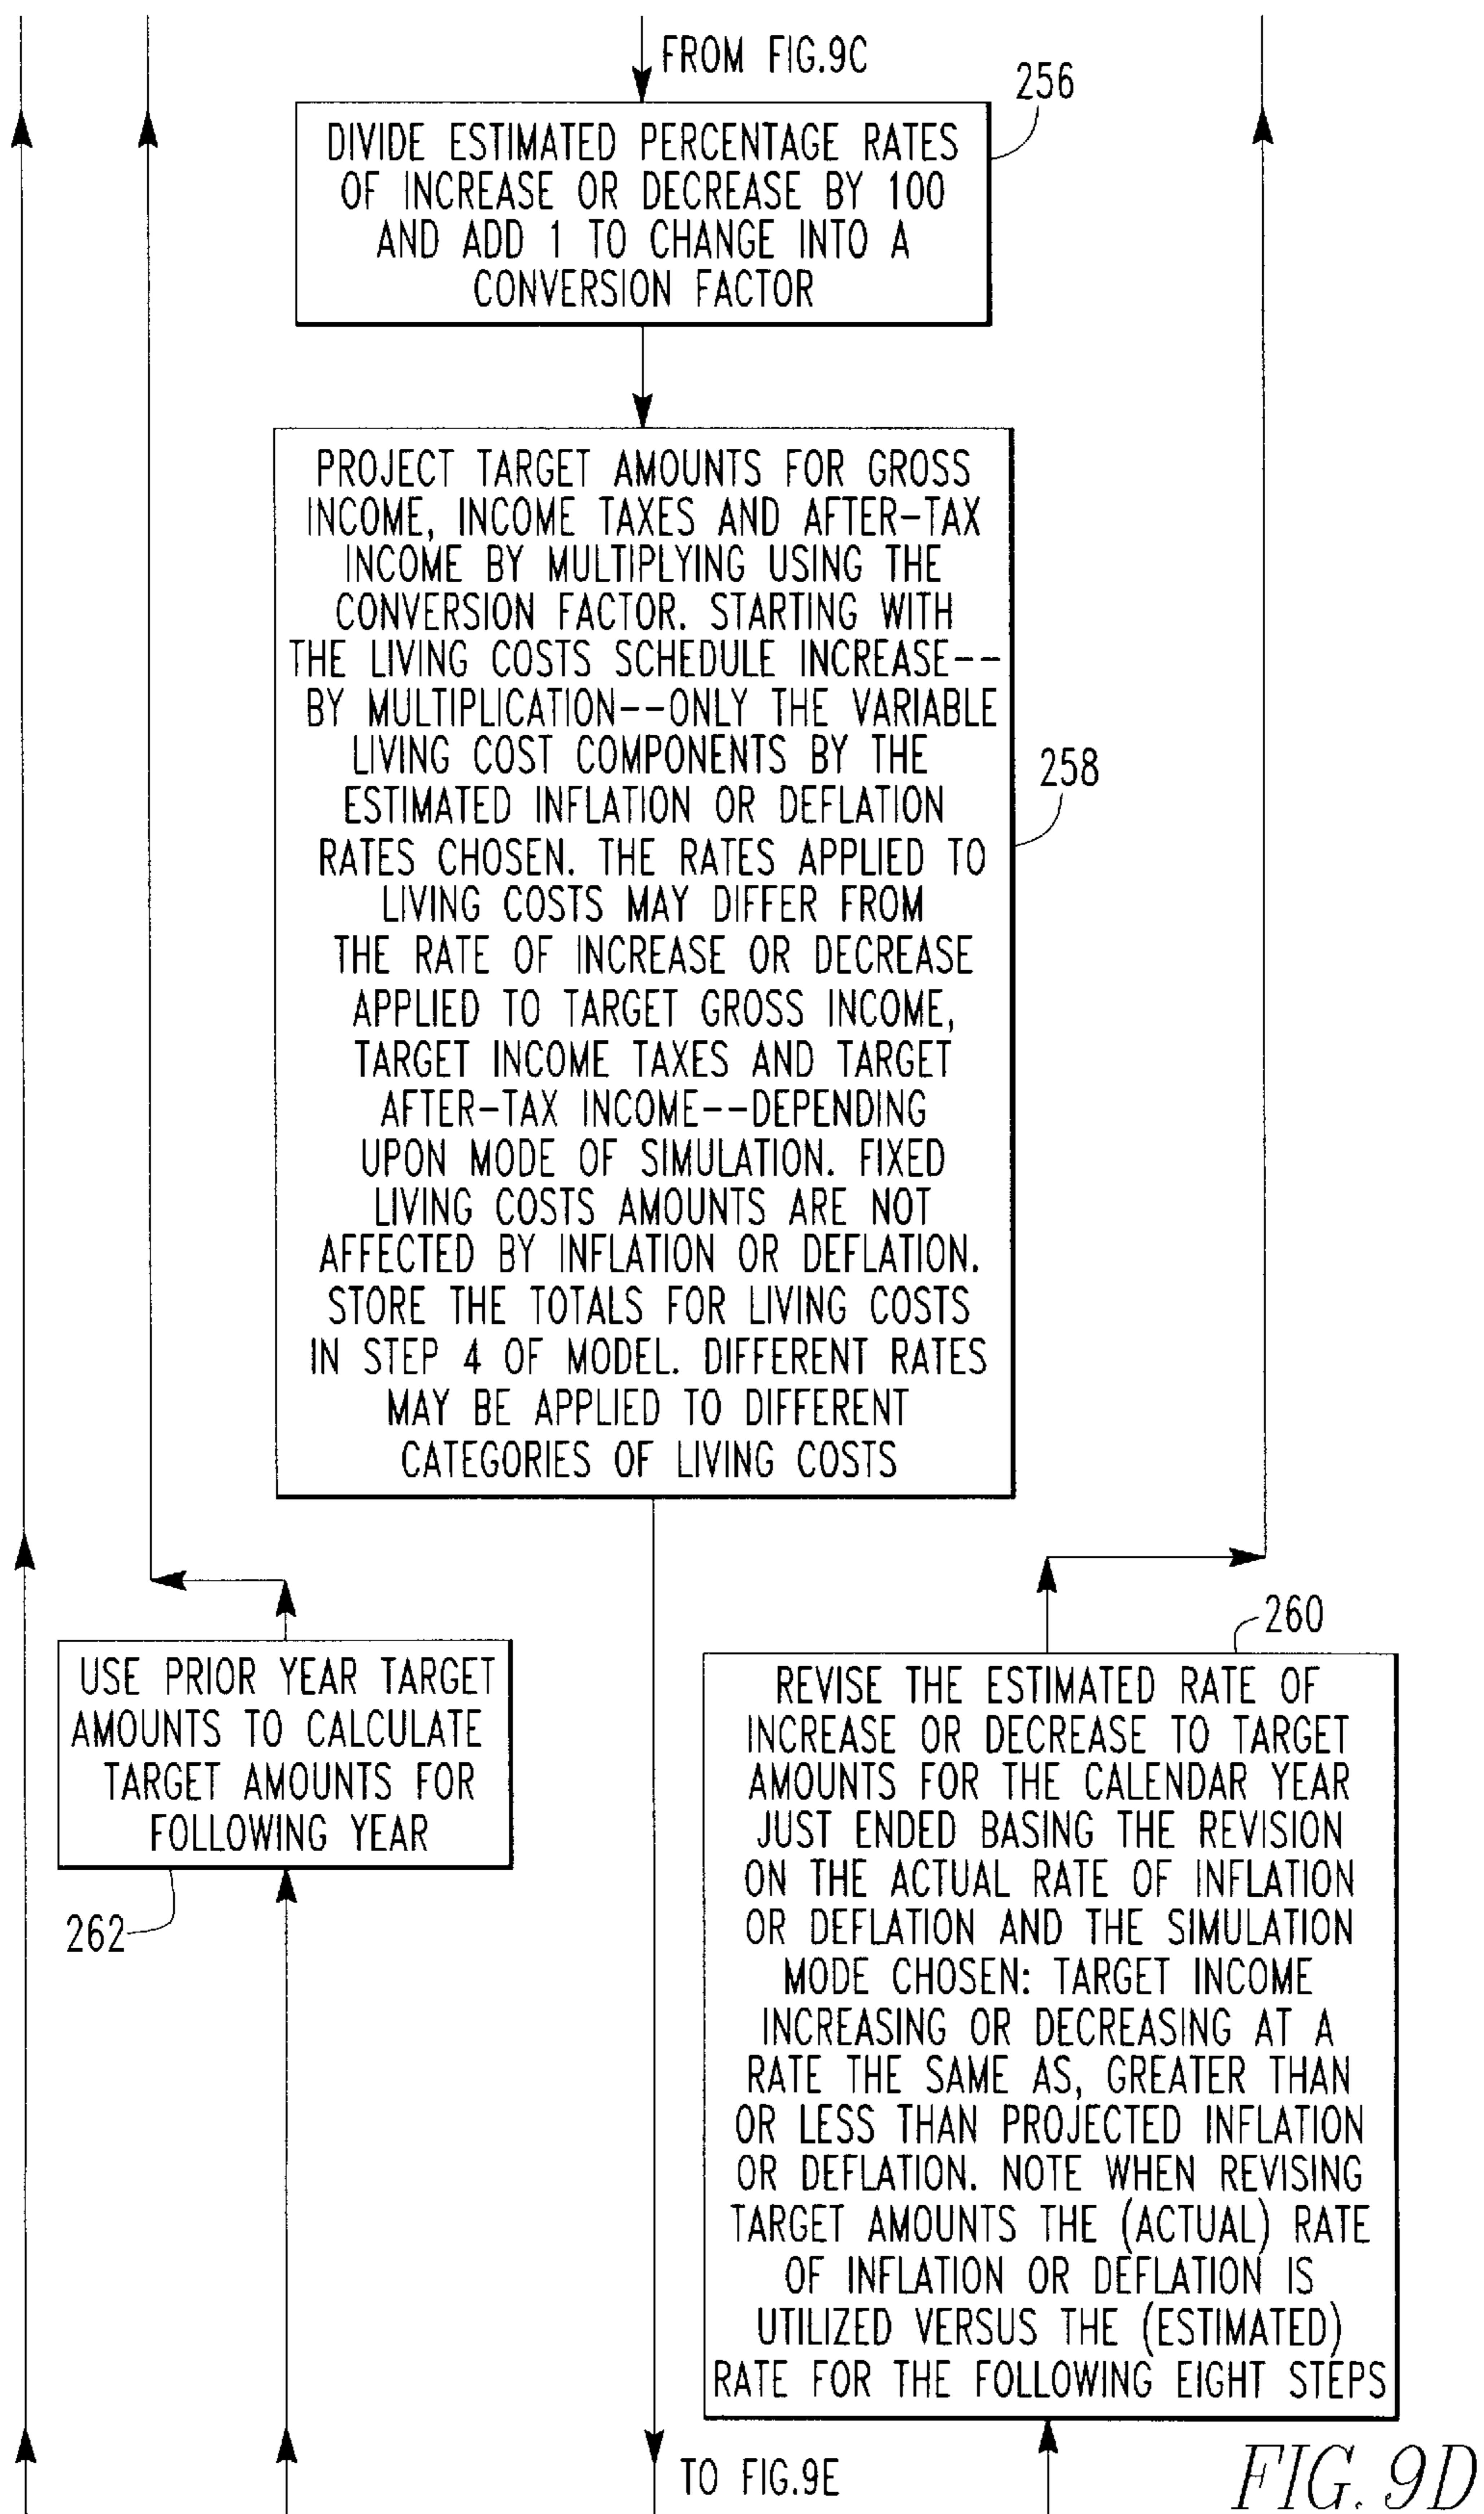 FROM FIG.9C
256
DIVIDE ESTIMATED PERCENTAGE RATES
OF INCREASE OR DECREASE BY 100
AND ADD 1 TO CHANGE INTO A
CONVERSION FACTOR
PROJECT TARGET AMOUNTS FOR GROSS
INCOME, INCOME TAXES AND AFTER-TAX
INCOME BY MULTIPLYING USING THE
CONVERSION FACTOR. STARTING WITH
THE LIVING COSTS SCHEDULE INCREASE--
BY MULTIPLICATION--ONLY THE VARIABLE
LIVING COST COMPONENTS BY THE
ESTIMATED INFLATION OR DEFLATION
RATES CHOSEN. THE RATES APPLIED TO
LIVING COSTS MAY DIFFER FROM
THE RATE OF INCREASE OR DECREASE
APPLIED TO TARGET GROSS INCOME,
TARGET INCOME TAXES AND TARGET
AFTER-TAX INCOME--DEPENDING
UPON MODE OF SIMULATION. FIXED
LIVING COSTS AMOUNTS ARE NOT
AFFECTED BY INFLATION OR DEFLATION.
STORE THE TOTALS FOR LIVING COSTS
IN STEP 4 OF MODEL. DIFFERENT RATES
MAY BE APPLIED TO DIFFERENT
CATEGORIES OF LIVING COSTS
258
USE PRIOR YEAR TARGET
AMOUNTS TO CALCULATE
TARGET AMOUNTS FOR
FOLLOWING YEAR
262
260
REVISE THE ESTIMATED RATE OF
INCREASE OR DECREASE TO TARGET
AMOUNTS FOR THE CALENDAR YEAR
JUST ENDED BASING THE REVISION
ON THE ACTUAL RATE OF INFLATION
OR DEFLATION AND THE SIMULATION
MODE CHOSEN: TARGET INCOME
INCREASING OR DECREASING AT A
RATE THE SAME AS, GREATER THAN
OR LESS THAN PROJECTED INFLATION
OR DEFLATION. NOTE WHEN REVISING
TARGET AMOUNTS THE (ACTUAL) RATE
OF INFLATION OR DEFLATION IS
UTILIZED VERSUS THE (ESTIMATED)
RATE FOR THE FOLLOWING EIGHT STEPS
TO FIG.9E
FIG. 9D